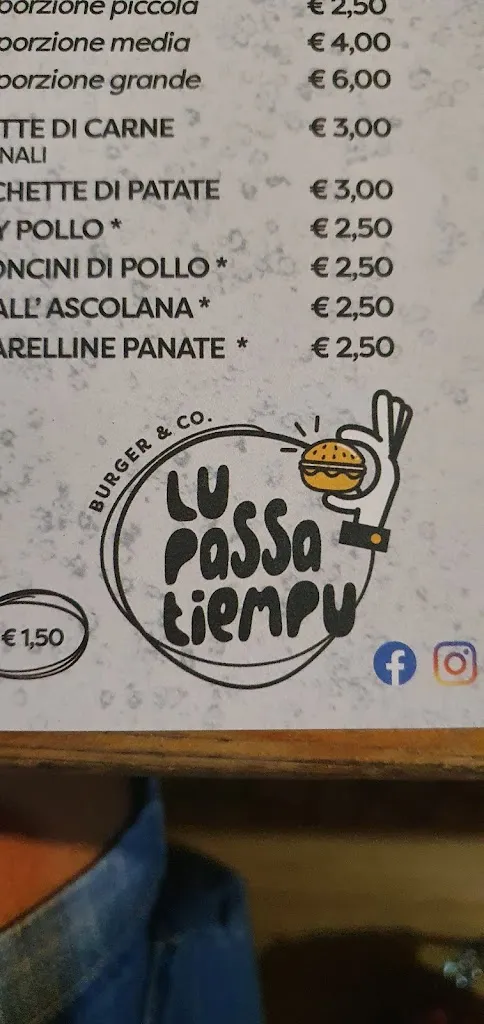 porzione piccola € 2,50
porzione media € 4,00
porzione grande € 6,00
TTE DI CARNE € 3,00
NALI
CHETTE DI PATATE € 3,00
Y POLLO * € 2,50
ONCINI DI POLLO * € 2,50
ALL' ASCOLANA * € 2,50
ARELLINE PANATE * € 2,50
BURGER & CO.
LU
PASSA
tiempu
€ 1,50